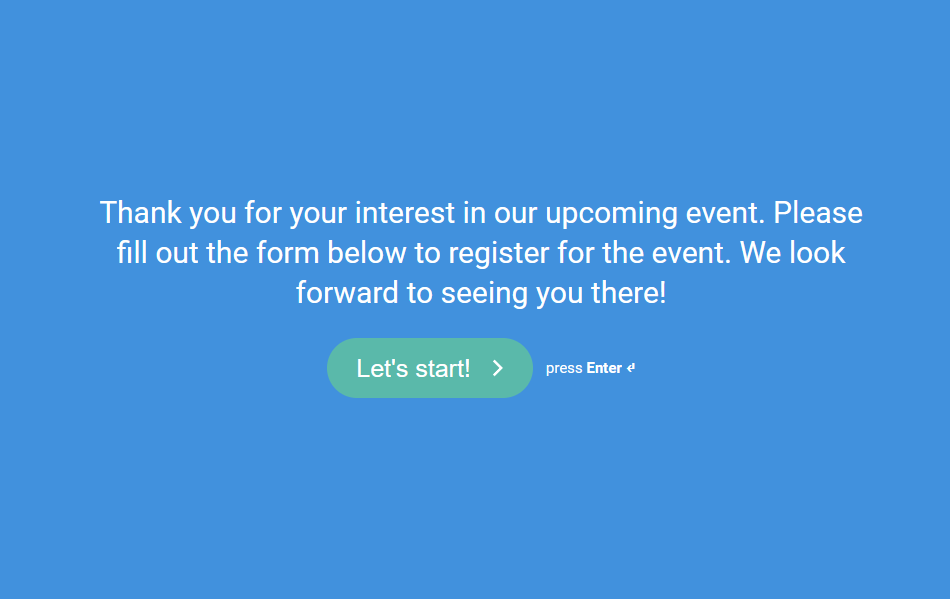 Thank you for your interest in our upcoming event. Please
fill out the form below to register for the event. We look
forward to seeing you there!
Let's start!
press Enter ↵